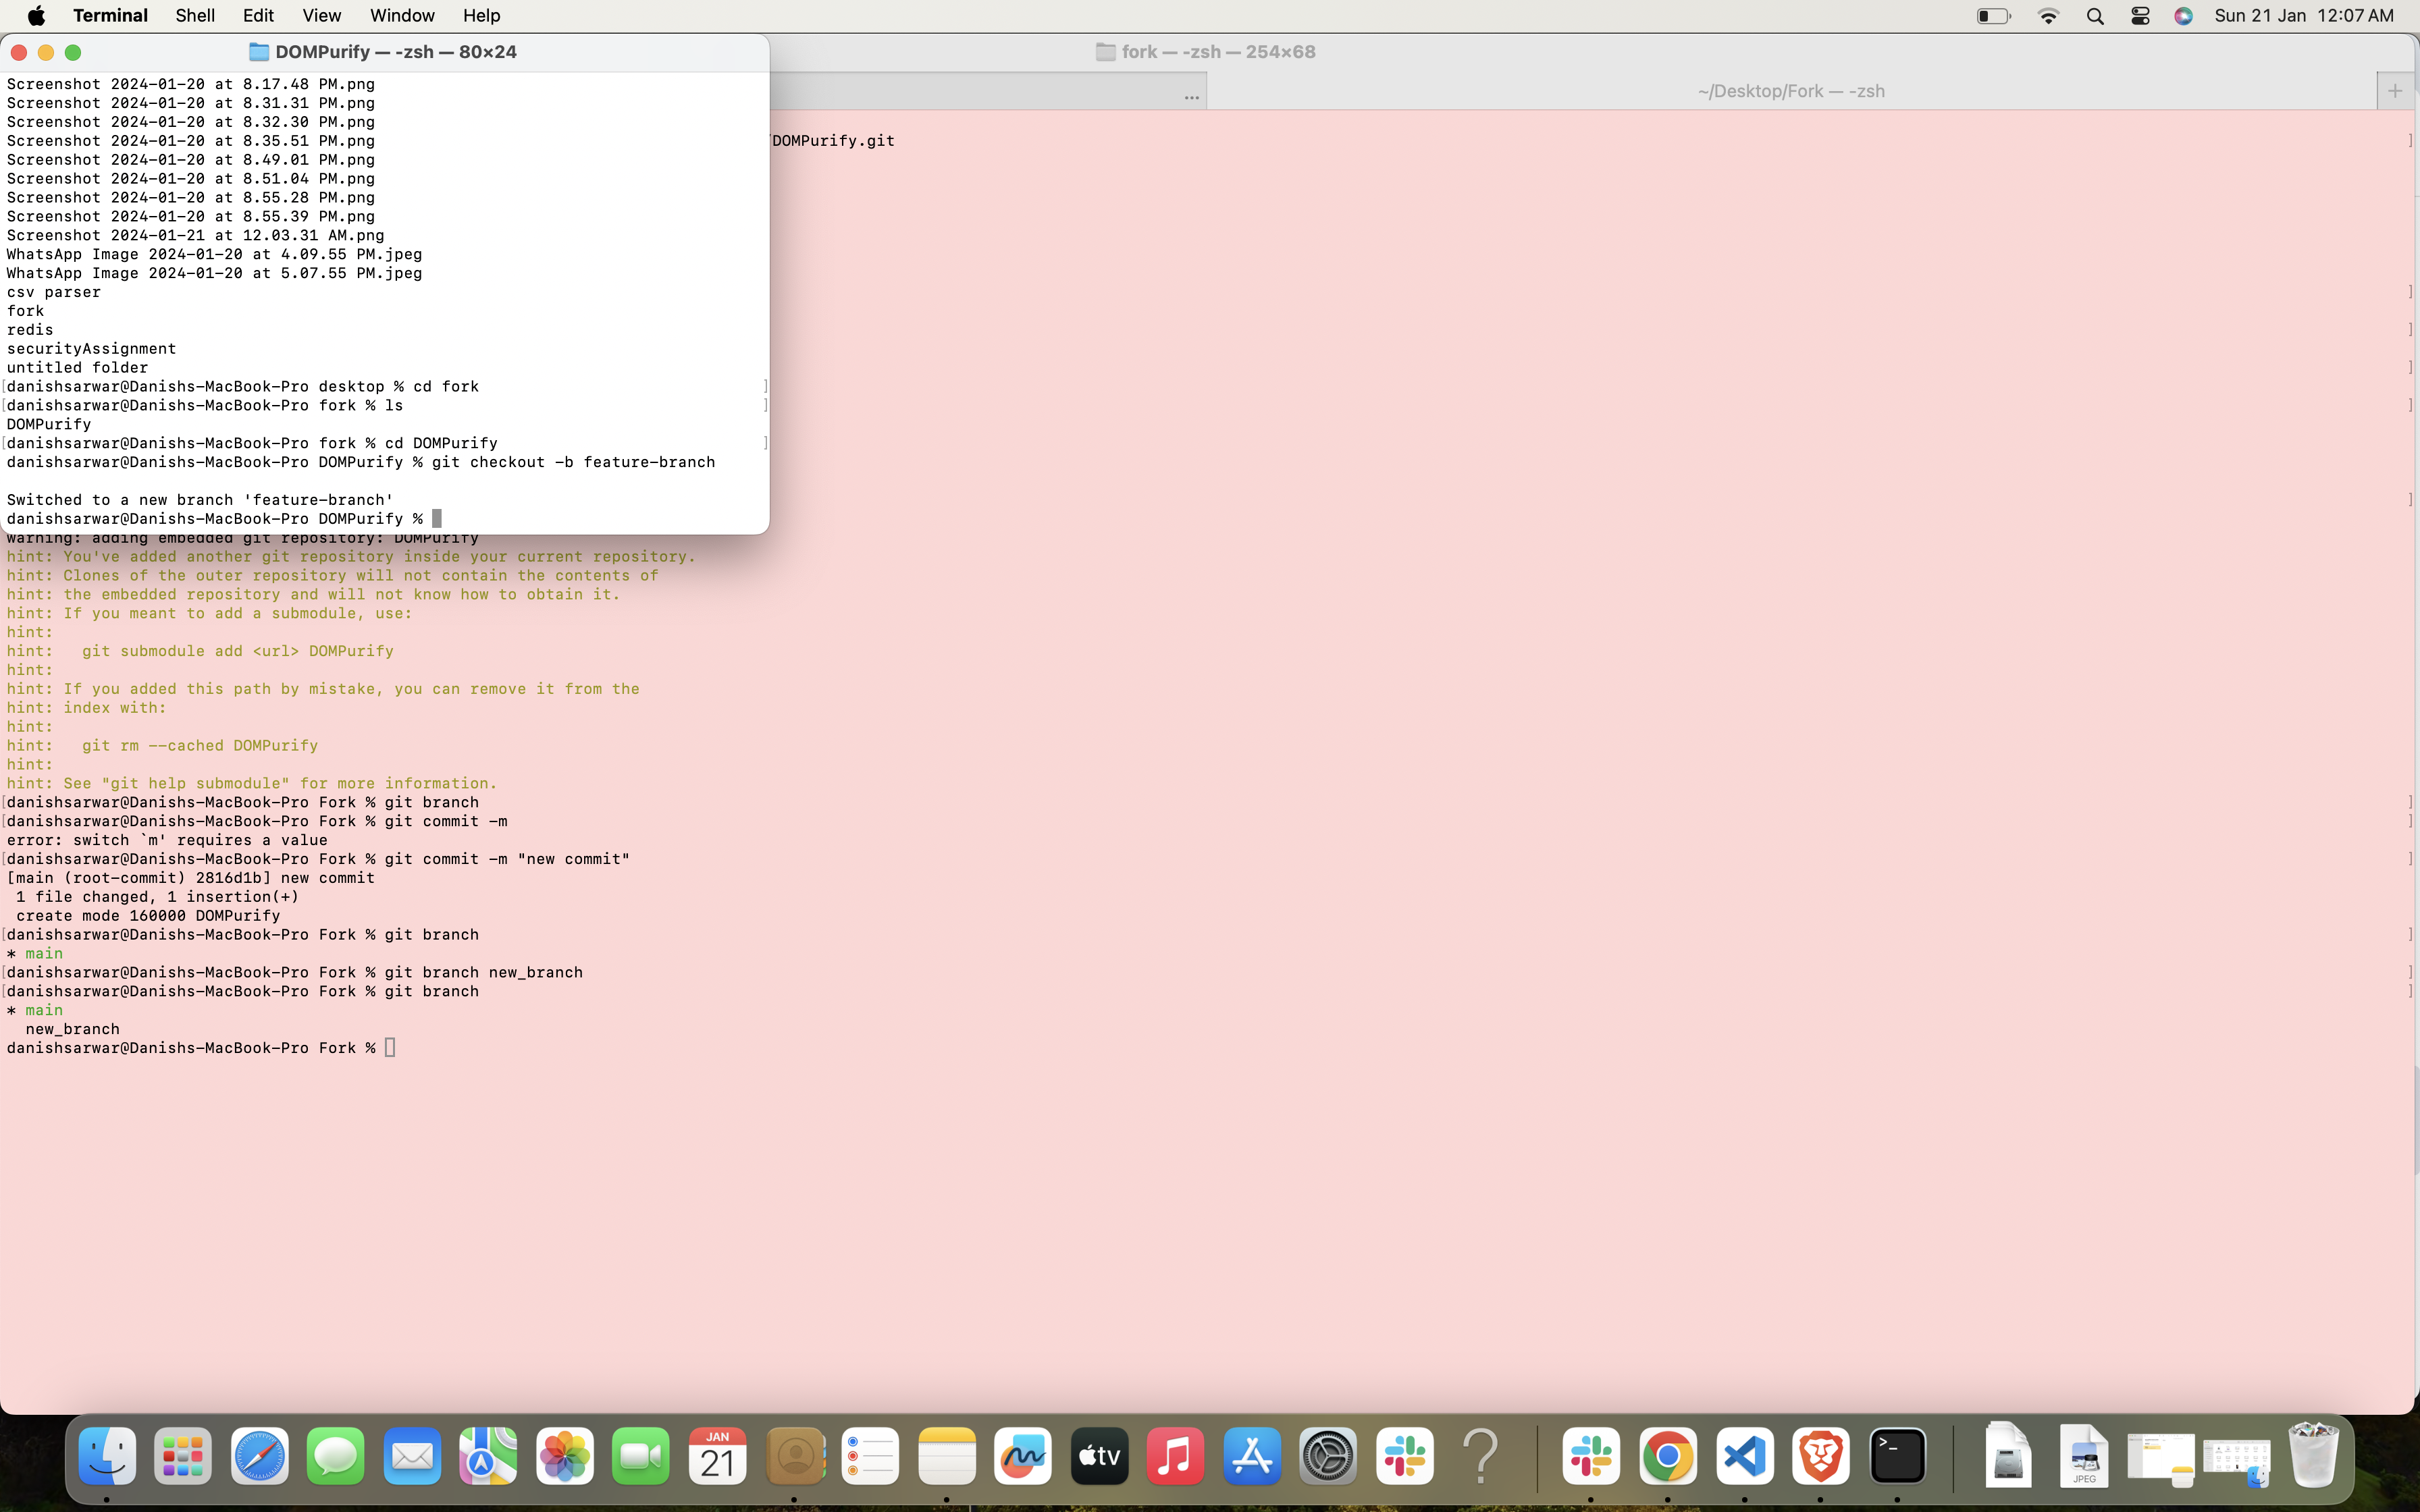 Terminal Shell Edit View Window Help Sun 21 Jan 12:07 AM
DOMPurify — -zsh — 80×24
fork — -zsh — 254×68
...
~/Desktop/Fork — -zsh
+
Screenshot 2024-01-20 at 8.17.48 PM.png
Screenshot 2024-01-20 at 8.31.31 PM.png
Screenshot 2024-01-20 at 8.32.30 PM.png
Screenshot 2024-01-20 at 8.35.51 PM.png
Screenshot 2024-01-20 at 8.49.01 PM.png
Screenshot 2024-01-20 at 8.51.04 PM.png
Screenshot 2024-01-20 at 8.55.28 PM.png
Screenshot 2024-01-20 at 8.55.39 PM.png
Screenshot 2024-01-21 at 12.03.31 AM.png
WhatsApp Image 2024-01-20 at 4.09.55 PM.jpeg
WhatsApp Image 2024-01-20 at 5.07.55 PM.jpeg
csv parser
fork
redis
securityAssignment
untitled folder
[danishsarwar@Danishs-MacBook-Pro desktop % cd fork ]
[danishsarwar@Danishs-MacBook-Pro fork % ls ]
DOMPurify
[danishsarwar@Danishs-MacBook-Pro fork % cd DOMPurify ]
danishsarwar@Danishs-MacBook-Pro DOMPurify % git checkout -b feature-branch
Switched to a new branch 'feature-branch'
danishsarwar@Danishs-MacBook-Pro DOMPurify %
DOMPurify.git
warning: adding embedded git repository: DOMPurify
hint: You've added another git repository inside your current repository.
hint: Clones of the outer repository will not contain the contents of
hint: the embedded repository and will not know how to obtain it.
hint: If you meant to add a submodule, use:
hint:
hint: git submodule add <url> DOMPurify
hint:
hint: If you added this path by mistake, you can remove it from the
hint: index with:
hint:
hint: git rm --cached DOMPurify
hint:
hint: See "git help submodule" for more information.
[danishsarwar@Danishs-MacBook-Pro Fork % git branch ]
[danishsarwar@Danishs-MacBook-Pro Fork % git commit -m ]
error: switch `m' requires a value
[danishsarwar@Danishs-MacBook-Pro Fork % git commit -m "new commit" ]
[main (root-commit) 2816d1b] new commit
1 file changed, 1 insertion(+)
create mode 160000 DOMPurify
[danishsarwar@Danishs-MacBook-Pro Fork % git branch ]
* main
[danishsarwar@Danishs-MacBook-Pro Fork % git branch new_branch ]
[danishsarwar@Danishs-MacBook-Pro Fork % git branch ]
* main
new_branch
danishsarwar@Danishs-MacBook-Pro Fork %
JAN
21
tv
?
>_
JPEG